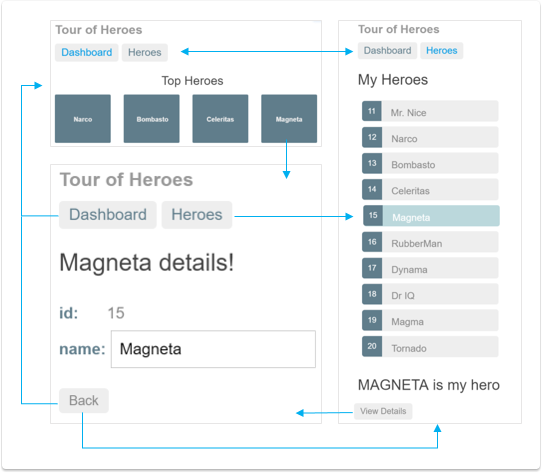 Tour of Heroes
Dashboard Heroes
Top Heroes
Narco Bombasto Celeritas Magneta
Tour of Heroes
Dashboard Heroes
Magneta details!
id: 15
name: Magneta
Back
Tour of Heroes
Dashboard Heroes
My Heroes
11 Mr. Nice
12 Narco
13 Bombasto
14 Celeritas
15 Magneta
16 RubberMan
17 Dynama
18 Dr IQ
19 Magma
20 Tornado
MAGNETA is my hero
View Details